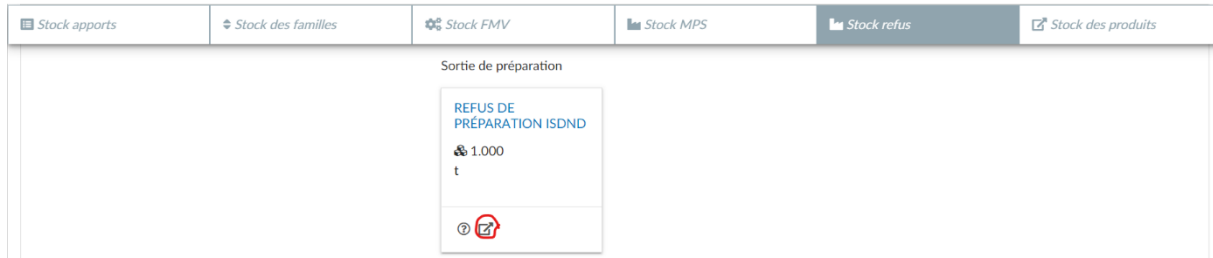 Stock apports
Stock des familles
Stock FMV
Stock MPS
Stock refus
Stock des produits
Sortie de préparation
REFUS DE
PRÉPARATION ISDND
1.000
t